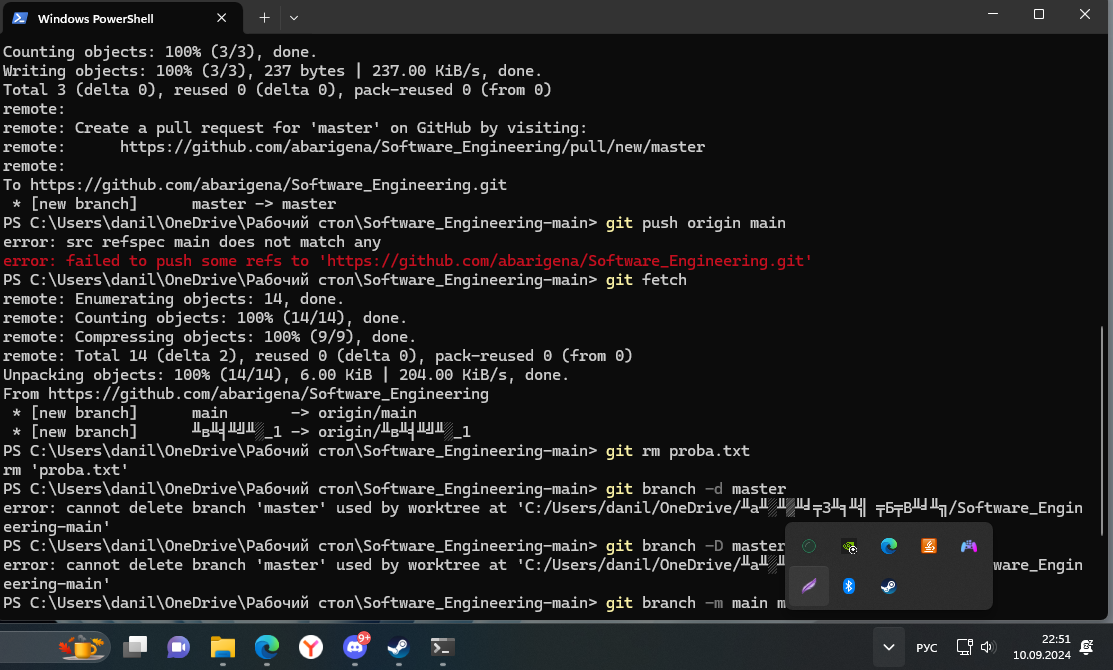 Windows PowerShell
Counting objects: 100% (3/3), done.
Writing objects: 100% (3/3), 237 bytes | 237.00 KiB/s, done.
Total 3 (delta 0), reused 0 (delta 0), pack-reused 0 (from 0)
remote:
remote: Create a pull request for 'master' on GitHub by visiting:
remote:      https://github.com/abarigena/Software_Engineering/pull/new/master
remote:
To https://github.com/abarigena/Software_Engineering.git
 * [new branch]      master -> master
PS C:\Users\danil\OneDrive\Рабочий стол\Software_Engineering-main> git push origin main
error: src refspec main does not match any
error: failed to push some refs to 'https://github.com/abarigena/Software_Engineering.git'
PS C:\Users\danil\OneDrive\Рабочий стол\Software_Engineering-main> git fetch
remote: Enumerating objects: 14, done.
remote: Counting objects: 100% (14/14), done.
remote: Compressing objects: 100% (9/9), done.
remote: Total 14 (delta 2), reused 0 (delta 0), pack-reused 0 (from 0)
Unpacking objects: 100% (14/14), 6.00 KiB | 204.00 KiB/s, done.
From https://github.com/abarigena/Software_Engineering
 * [new branch]      main       -> origin/main
 * [new branch]      _1 -> origin/ _1
PS C:\Users\danil\OneDrive\Рабочий стол\Software_Engineering-main> git rm proba.txt
rm 'proba.txt'
PS C:\Users\danil\OneDrive\Рабочий стол\Software_Engineering-main> git branch -d master
error: cannot delete branch 'master' used by worktree at 'C:/Users/danil/OneDrive/ /Software_Engin
eering-main'
PS C:\Users\danil\OneDrive\Рабочий стол\Software_Engineering-main> git branch -D master
error: cannot delete branch 'master' used by worktree at 'C:/Users/danil/OneDrive/ ware_Engin
eering-main'
PS C:\Users\danil\OneDrive\Рабочий стол\Software_Engineering-main> git branch -m main m
9+
РУС
22:51
10.09.2024